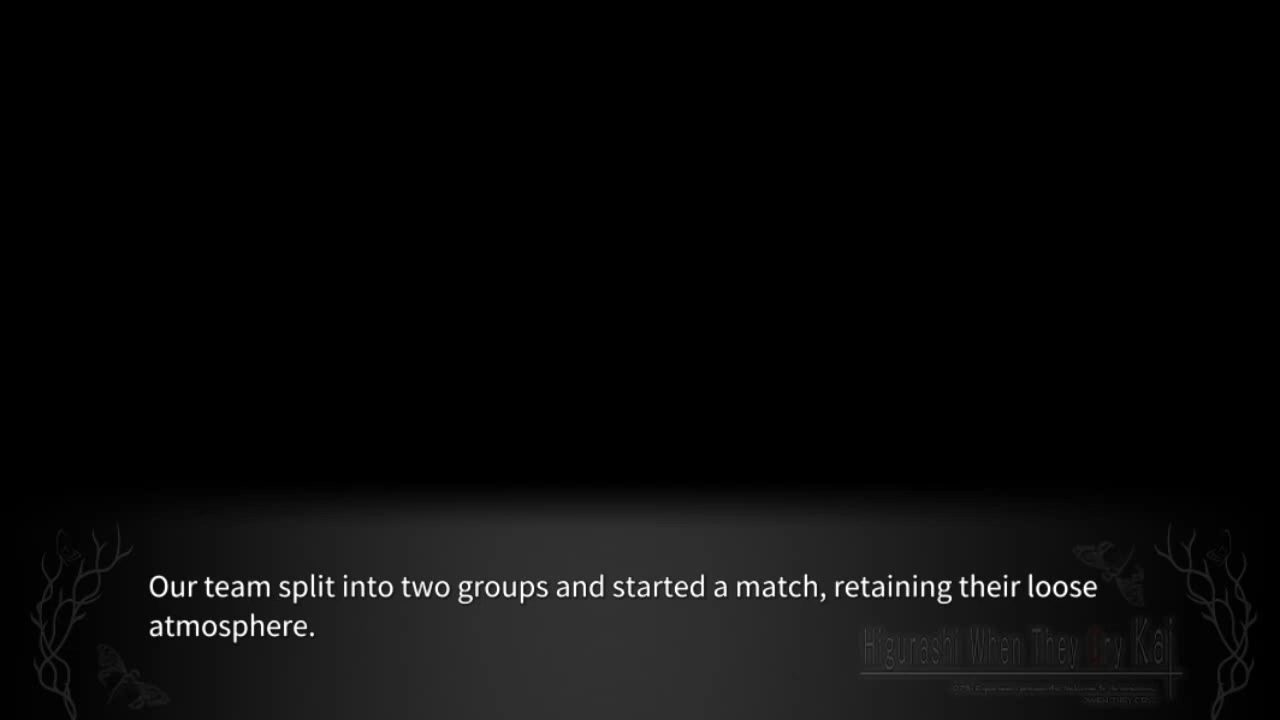 Our team split into two groups and started a match, retaining their loose
atmosphere.
Higurashi When They Cry Kai